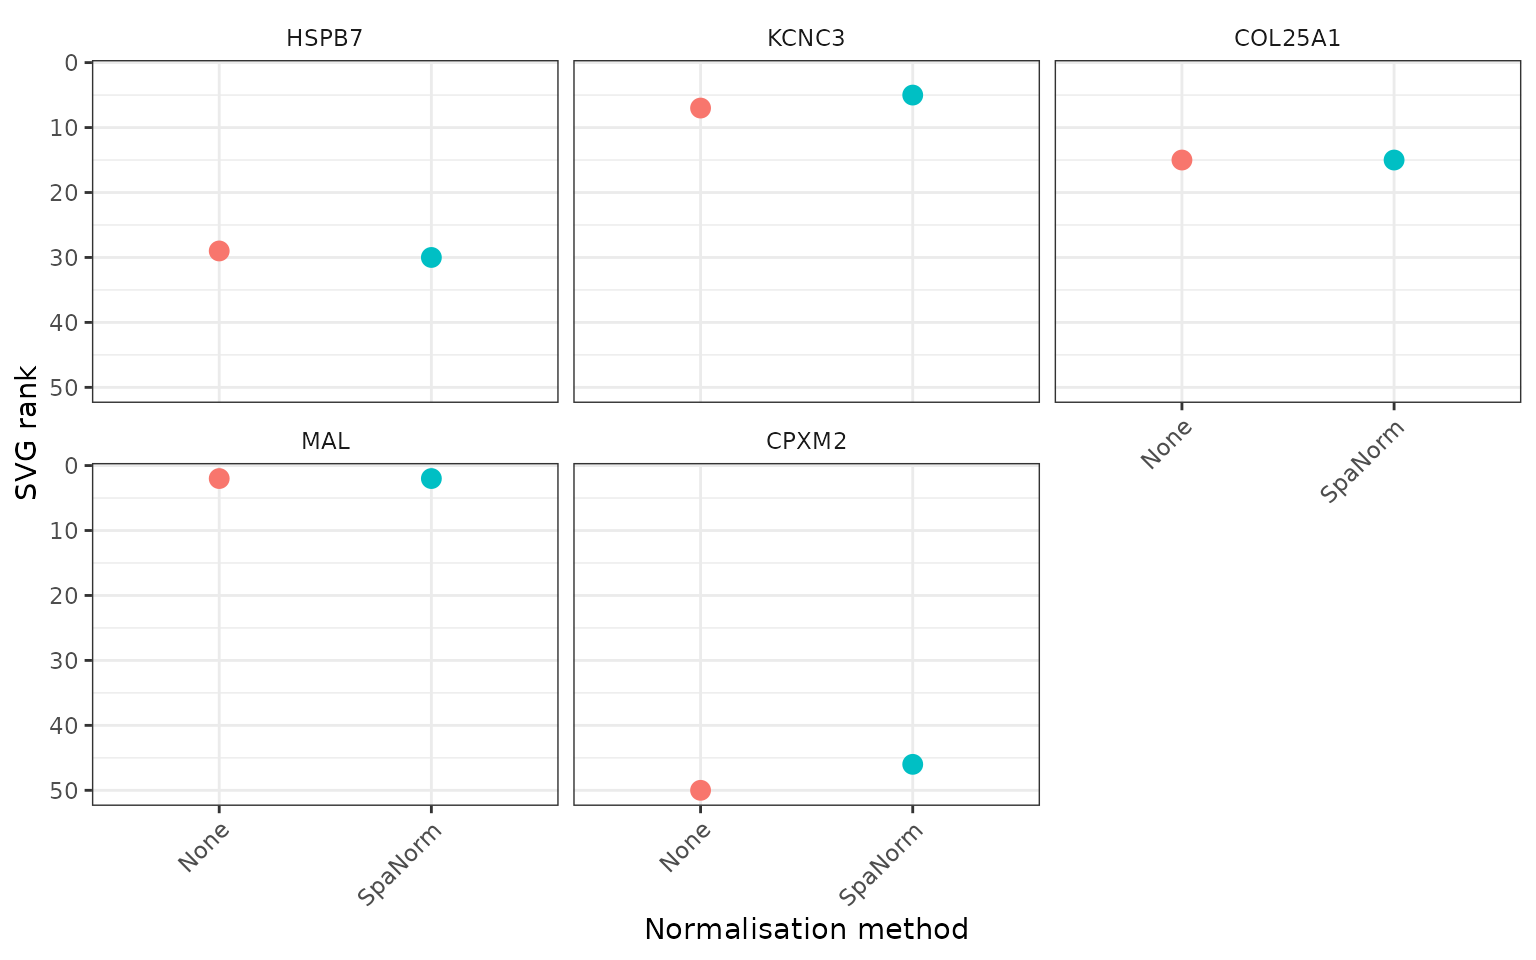 HSPB7
KCNC3
COL25A1
0
10
20
30
40
50
None
SpaNorm
SVG rank
MAL
CPXM2
0
10
20
30
40
50
None
SpaNorm
None
SpaNorm
Normalisation method